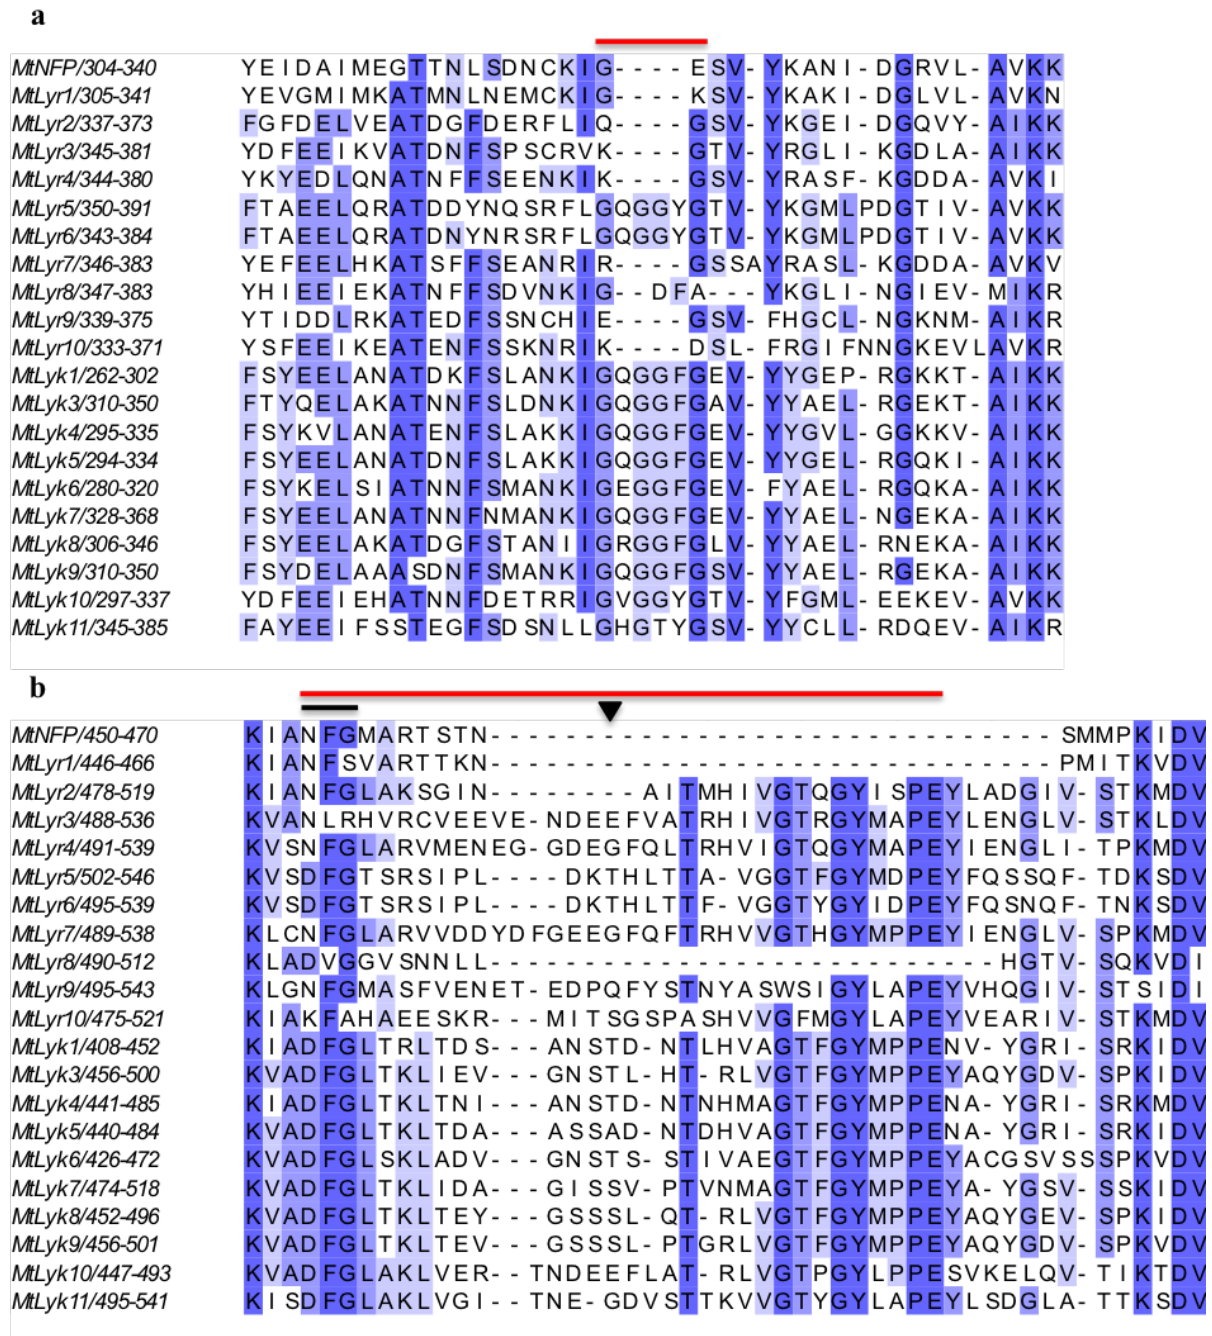 a
MtNFP/304-340 YEIDAIMEGTTNLSDNCKIG----ESV-YKANI-DGRVL-AVKK
MtLyr1/305-341 YEVGMIMKATMNLNEMCKIG----KSV-YKAKI-DGLVL-AVKN
MtLyr2/337-373 FGFDELVEATDGFDERFLIQ----GSV-YKGEI-DGQVY-AIKK
MtLyr3/345-381 YDFEEIKVATDNFSPSCRVK----GTV-YRGLI-KGDLA-AIKK
MtLyr4/344-380 YKYEDLQNATNFFSEENKIK----GSV-YRASF-KGDDA-AVKI
MtLyr5/350-391 FTAEELQRATDDYNQSRFLGQGGYGTV-YKGMLPDGTIV-AVKK
MtLyr6/343-384 FTAEELQRATDNYNRSRFLGQGGYGTV-YKGMLPDGTIV-AVKK
MtLyr7/346-383 YEFEELHKATSFFSEANRIR----GSSAYRASL-KGDDA-AVKV
MtLyr8/347-383 YHIEEIEKATNFFSDVNKIG--DFA---YKGLI-NGIEV-MIKR
MtLyr9/339-375 YTIDDLRKATEDFSSNCHIE----GSV-FHGCL-NGKNM-AIKR
MtLyr10/333-371 YSFEEIKEATENFSSKNRIK----DSL-FRGIFNNGKEVLAVKR
MtLyk1/262-302 FSYEELANATDKFSLANKIGQGGFGEV-YYGEP-RGKKT-AIKK
MtLyk3/310-350 FTYQELAKATNNFSLDNKIGQGGFGAV-YYAEL-RGEKT-AIKK
MtLyk4/295-335 FSYKVLANATENFSLAKKIGQGGFGEV-YYGVL-GGKKV-AIKK
MtLyk5/294-334 FSYEELANATDNFSLAKKIGQGGFGEV-YYGEL-RGQKI-AIKK
MtLyk6/280-320 FSYKELSIATNNFSMANKIGEGGFGEV-FYAEL-RGQKA-AIKK
MtLyk7/328-368 FSYEELANATNNFNMANKIGQGGFGEV-YYAEL-NGEKA-AIKK
MtLyk8/306-346 FSYEELAKATDGFSTANIIGRGGFGLV-YYAEL-RNEKA-AIKK
MtLyk9/310-350 FSYDELAAASDNFSMANKIGQGGFGSV-YYAEL-RGEKA-AIKK
MtLyk10/297-337 YDFEEIEHATNNFDETRRIGVGGYGTV-YFGML-EEKEV-AVKK
MtLyk11/345-385 FAYEEIFSSTEGFSDSNLLGHGTYGSV-YYCLL-RDQEV-AIKR
b
MtNFP/450-470 KIANFGMARTSTN-------------------------------SMMPKIDV
MtLyr1/446-466 KIANFSVARTTKN-------------------------------PMITKVDV
MtLyr2/478-519 KIANFGLAKSGIN---------AITMHIVGTQGYISPEYLADGIV-STKMDV
MtLyr3/488-536 KVANLRHVRCVEEVE-NDEEFVATRHIVGTRGYMAPEYLENGLV-STKLDV
MtLyr4/491-539 KVSNFGLARVMENEG-GDEGFQLTRHVIGTQGYMAPEYIENGLI-TPKMDV
MtLyr5/502-546 KVSDFGTSRSIPL----DKTHLTTA-VGGTFGYMDPEYFQSSQF-TDKSDV
MtLyr6/495-539 KVSDFGTSRSIPL----DKTHLTTF-VGGTYGYIDPEYFQSNQF-TNKSDV
MtLyr7/489-538 KLCNFGLARVVDDYDFGEEGFQFTRHVVGTHGYMPPEYIENGLV-SPKMDV
MtLyr8/490-512 KLADVGGVSNNLL----------------------------HGTV-SQKVDI
MtLyr9/495-543 KLGNFGMASFVENET-EDPQFYSTNYASWSIGYLAPEYVHQGIV-STSIDI
MtLyr10/475-521 KIAKFAHAEESKR---MITSGSPASHVVGFMGYLAPEYVEARIV-STKMDV
MtLyk1/408-452 KIADFGLTRLTDS---ANSTD-NTLHVAGTFGYMPPENV-YGRI-SRKIDV
MtLyk3/456-500 KVADFGLTKLIEV---GNSTL-HT-RLVGTFGYMPPEYAQYGDV-SPKIDV
MtLyk4/441-485 KIADFGLTKLTNI---ANSTD-NTNHMAGTFGYMPPENA-YGRI-SRKMDV
MtLyk5/440-484 KVADFGLTKLTDA---ASSAD-NTDHVAGTFGYMPPENA-YGRI-SRKIDV
MtLyk6/426-472 KVADFGLSKLADV---GNSTS-STIVAEGTFGYMPPEYACGSVSSSPKVDV
MtLyk7/474-518 KVADFGLTKLIDA---GISSV-PTVNMAGTFGYMPPEYA-YGSV-SSKIDV
MtLyk8/452-496 KVADFGLTKLTEY---GSSSL-QT-RLVGTFGYMPPEYAQYGEV-SPKIDV
MtLyk9/456-501 KVADFGLTKLTEV---GSSSL-PTGRLVGTFGYMPPEYAQYGDV-SPKVDV
MtLyk10/447-493 KVADFGLAKLVER--TNDEEFLAT-RLVGTPGYLPPESVKELQV-TIKTDV
MtLyk11/495-541 KISDFGLAKLVGI--TNE-GDVSTTKVVGTYGYLAPEYLSDGLA-TTKSDV